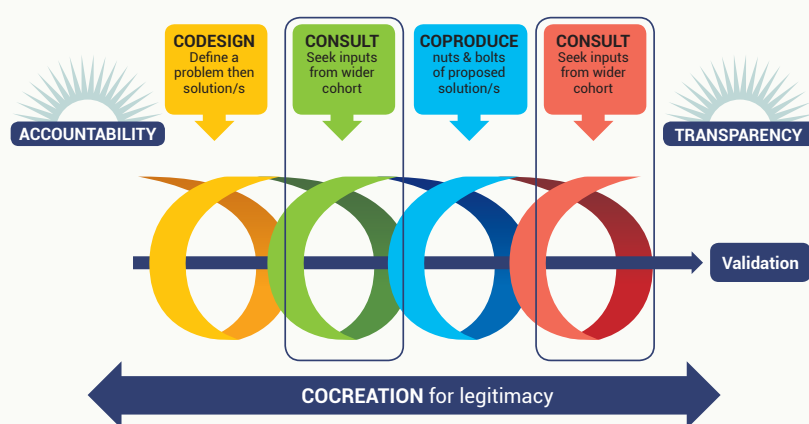 CODESIGN
Define a
problem then
solution/s
CONSULT
Seek inputs
from wider
cohort
COPRODUCE
nuts & bolts
of proposed
solution/s
CONSULT
Seek inputs
from wider
cohort
ACCOUNTABILITY
TRANSPARENCY
Validation
COCREATION for legitimacy